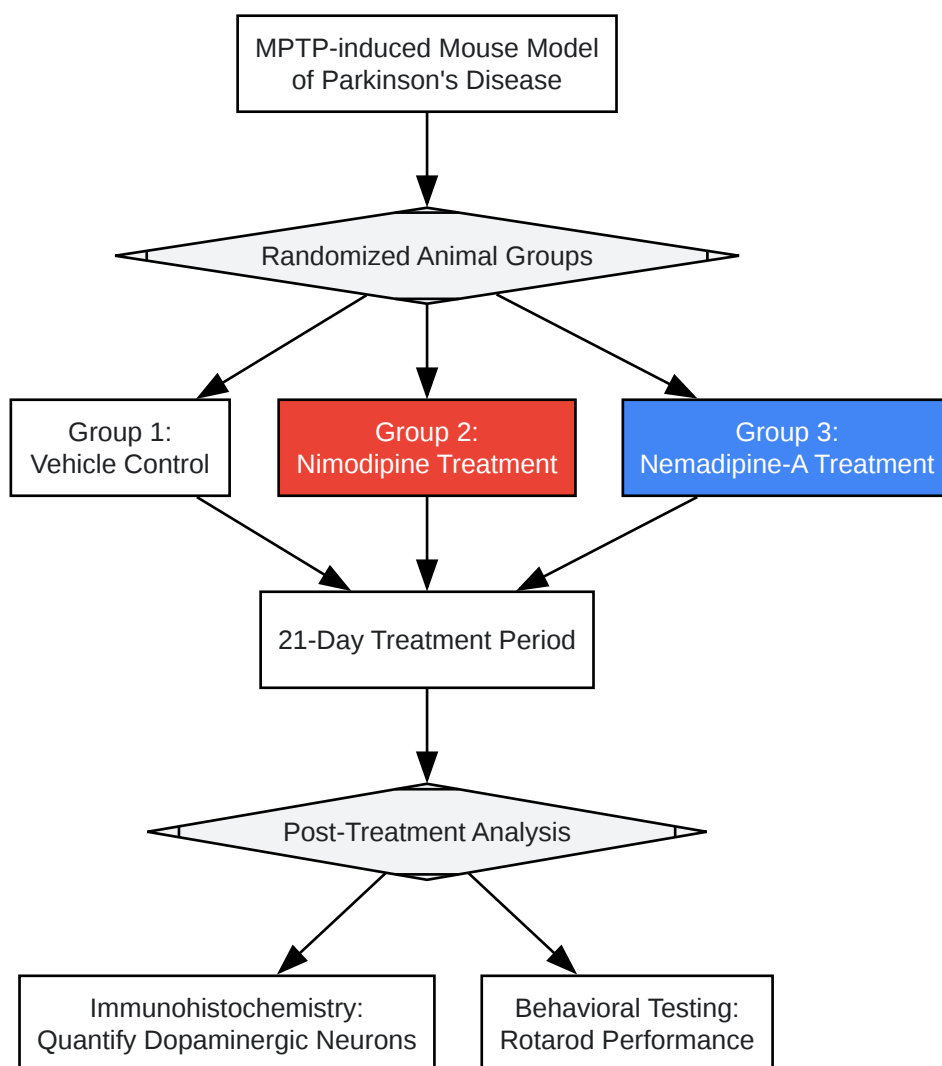 MPTP-induced Mouse Model
of Parkinson's Disease
Randomized Animal Groups
Group 1:
Vehicle Control
Group 2:
Nimodipine Treatment
Group 3:
Nemadipine-A Treatment
21-Day Treatment Period
Post-Treatment Analysis
Immunohistochemistry:
Quantify Dopaminergic Neurons
Behavioral Testing:
Rotarod Performance